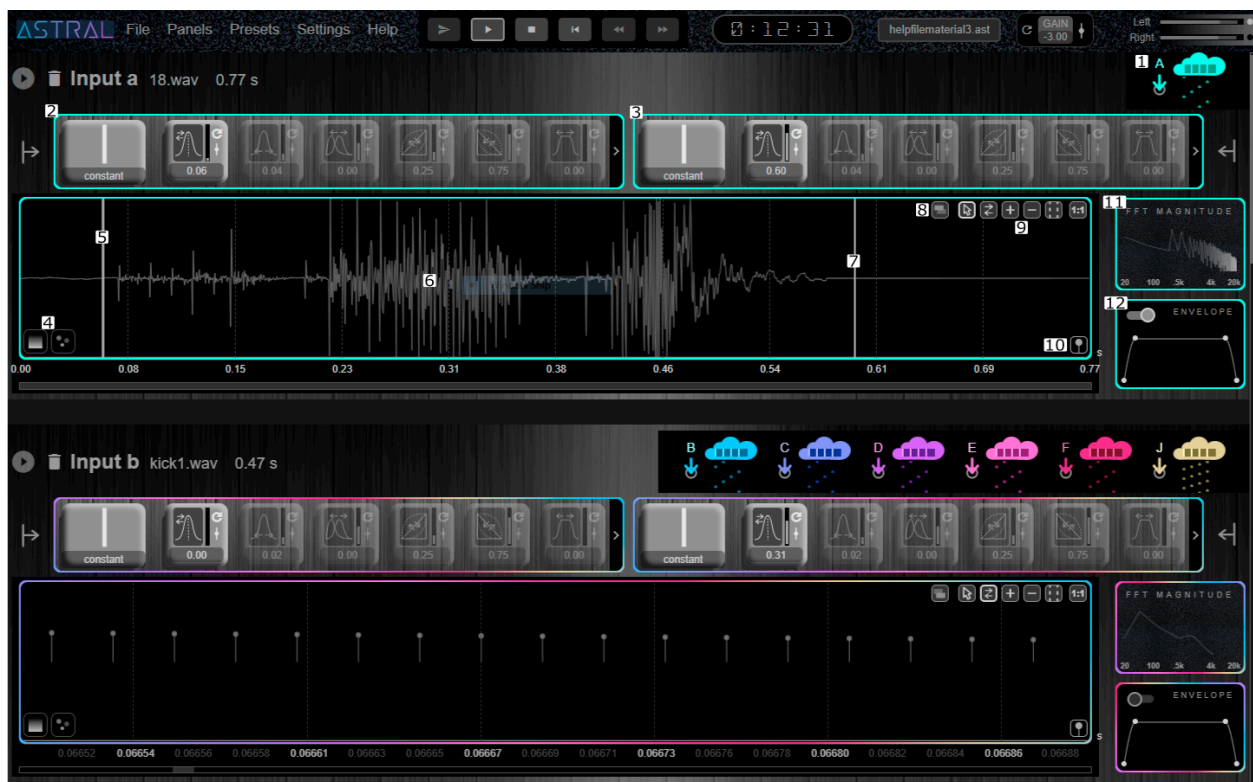 ASTRAL File Panels Presets Settings Help 0:12:31 helpfilematerial3.ast GAIN -3.00 Left Right
Input a 18.wav 0.77 s 1 A
2 3
constant 0.06 0.04 0.00 0.25 0.75 0.00 constant 0.60 0.04 0.00 0.25 0.75 0.00
8 1:1 9 11 FFT MAGNITUDE
5 6 7
20 100 .5k 4k 20k
12 ENVELOPE
4 10 s
0.00 0.08 0.15 0.23 0.31 0.38 0.46 0.54 0.61 0.69 0.77
Input b kick1.wav 0.47 s B C D E F J
constant 0.00 0.02 0.00 0.25 0.75 0.00 constant 0.31 0.02 0.00 0.25 0.75 0.00
1:1 FFT MAGNITUDE
20 100 .5k 4k 20k
ENVELOPE
s
0.06652 0.06654 0.06656 0.06658 0.06661 0.06663 0.06665 0.06667 0.06669 0.06671 0.06673 0.06676 0.06678 0.06680 0.06682 0.06684 0.06686 0.06688